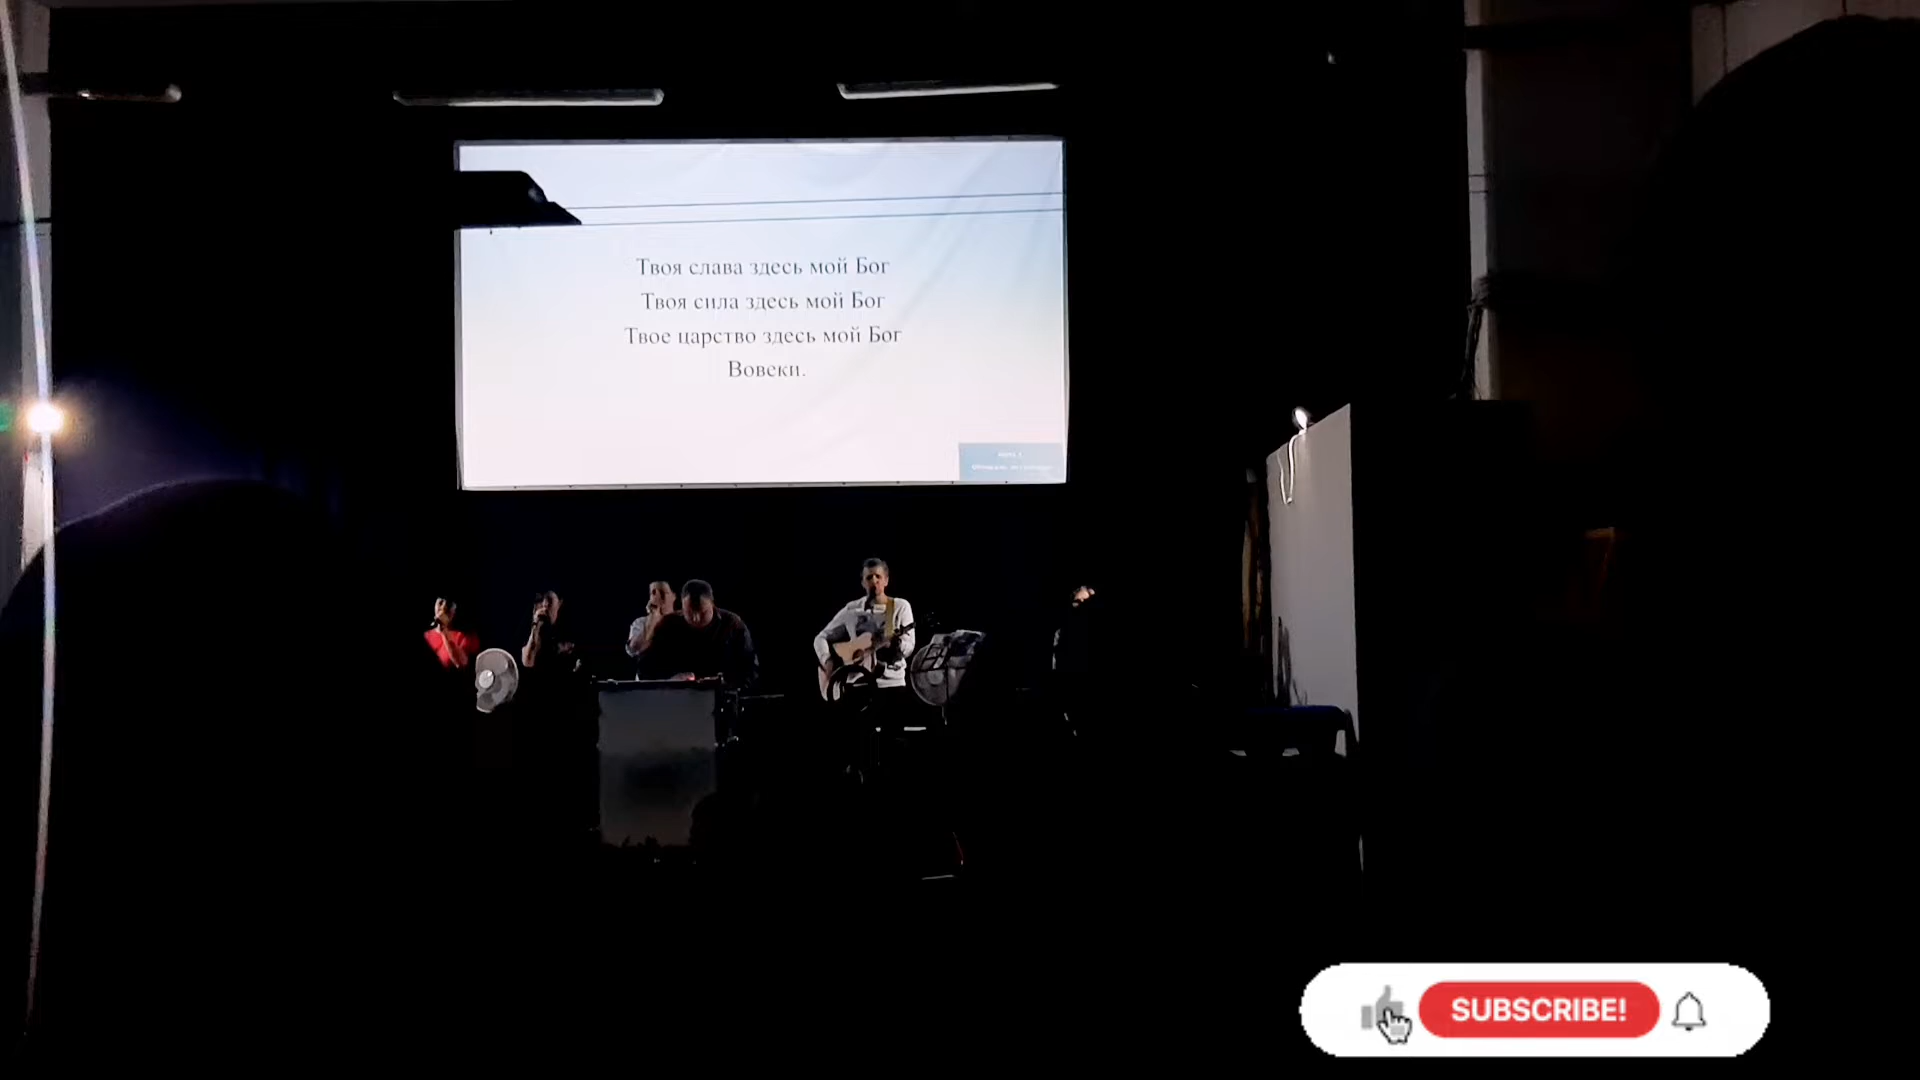 Твоя слава здесь мой Бог
Твоя сила здесь мой Бог
Твое царство здесь мой Бог
Вовеки.
SUBSCRIBE!